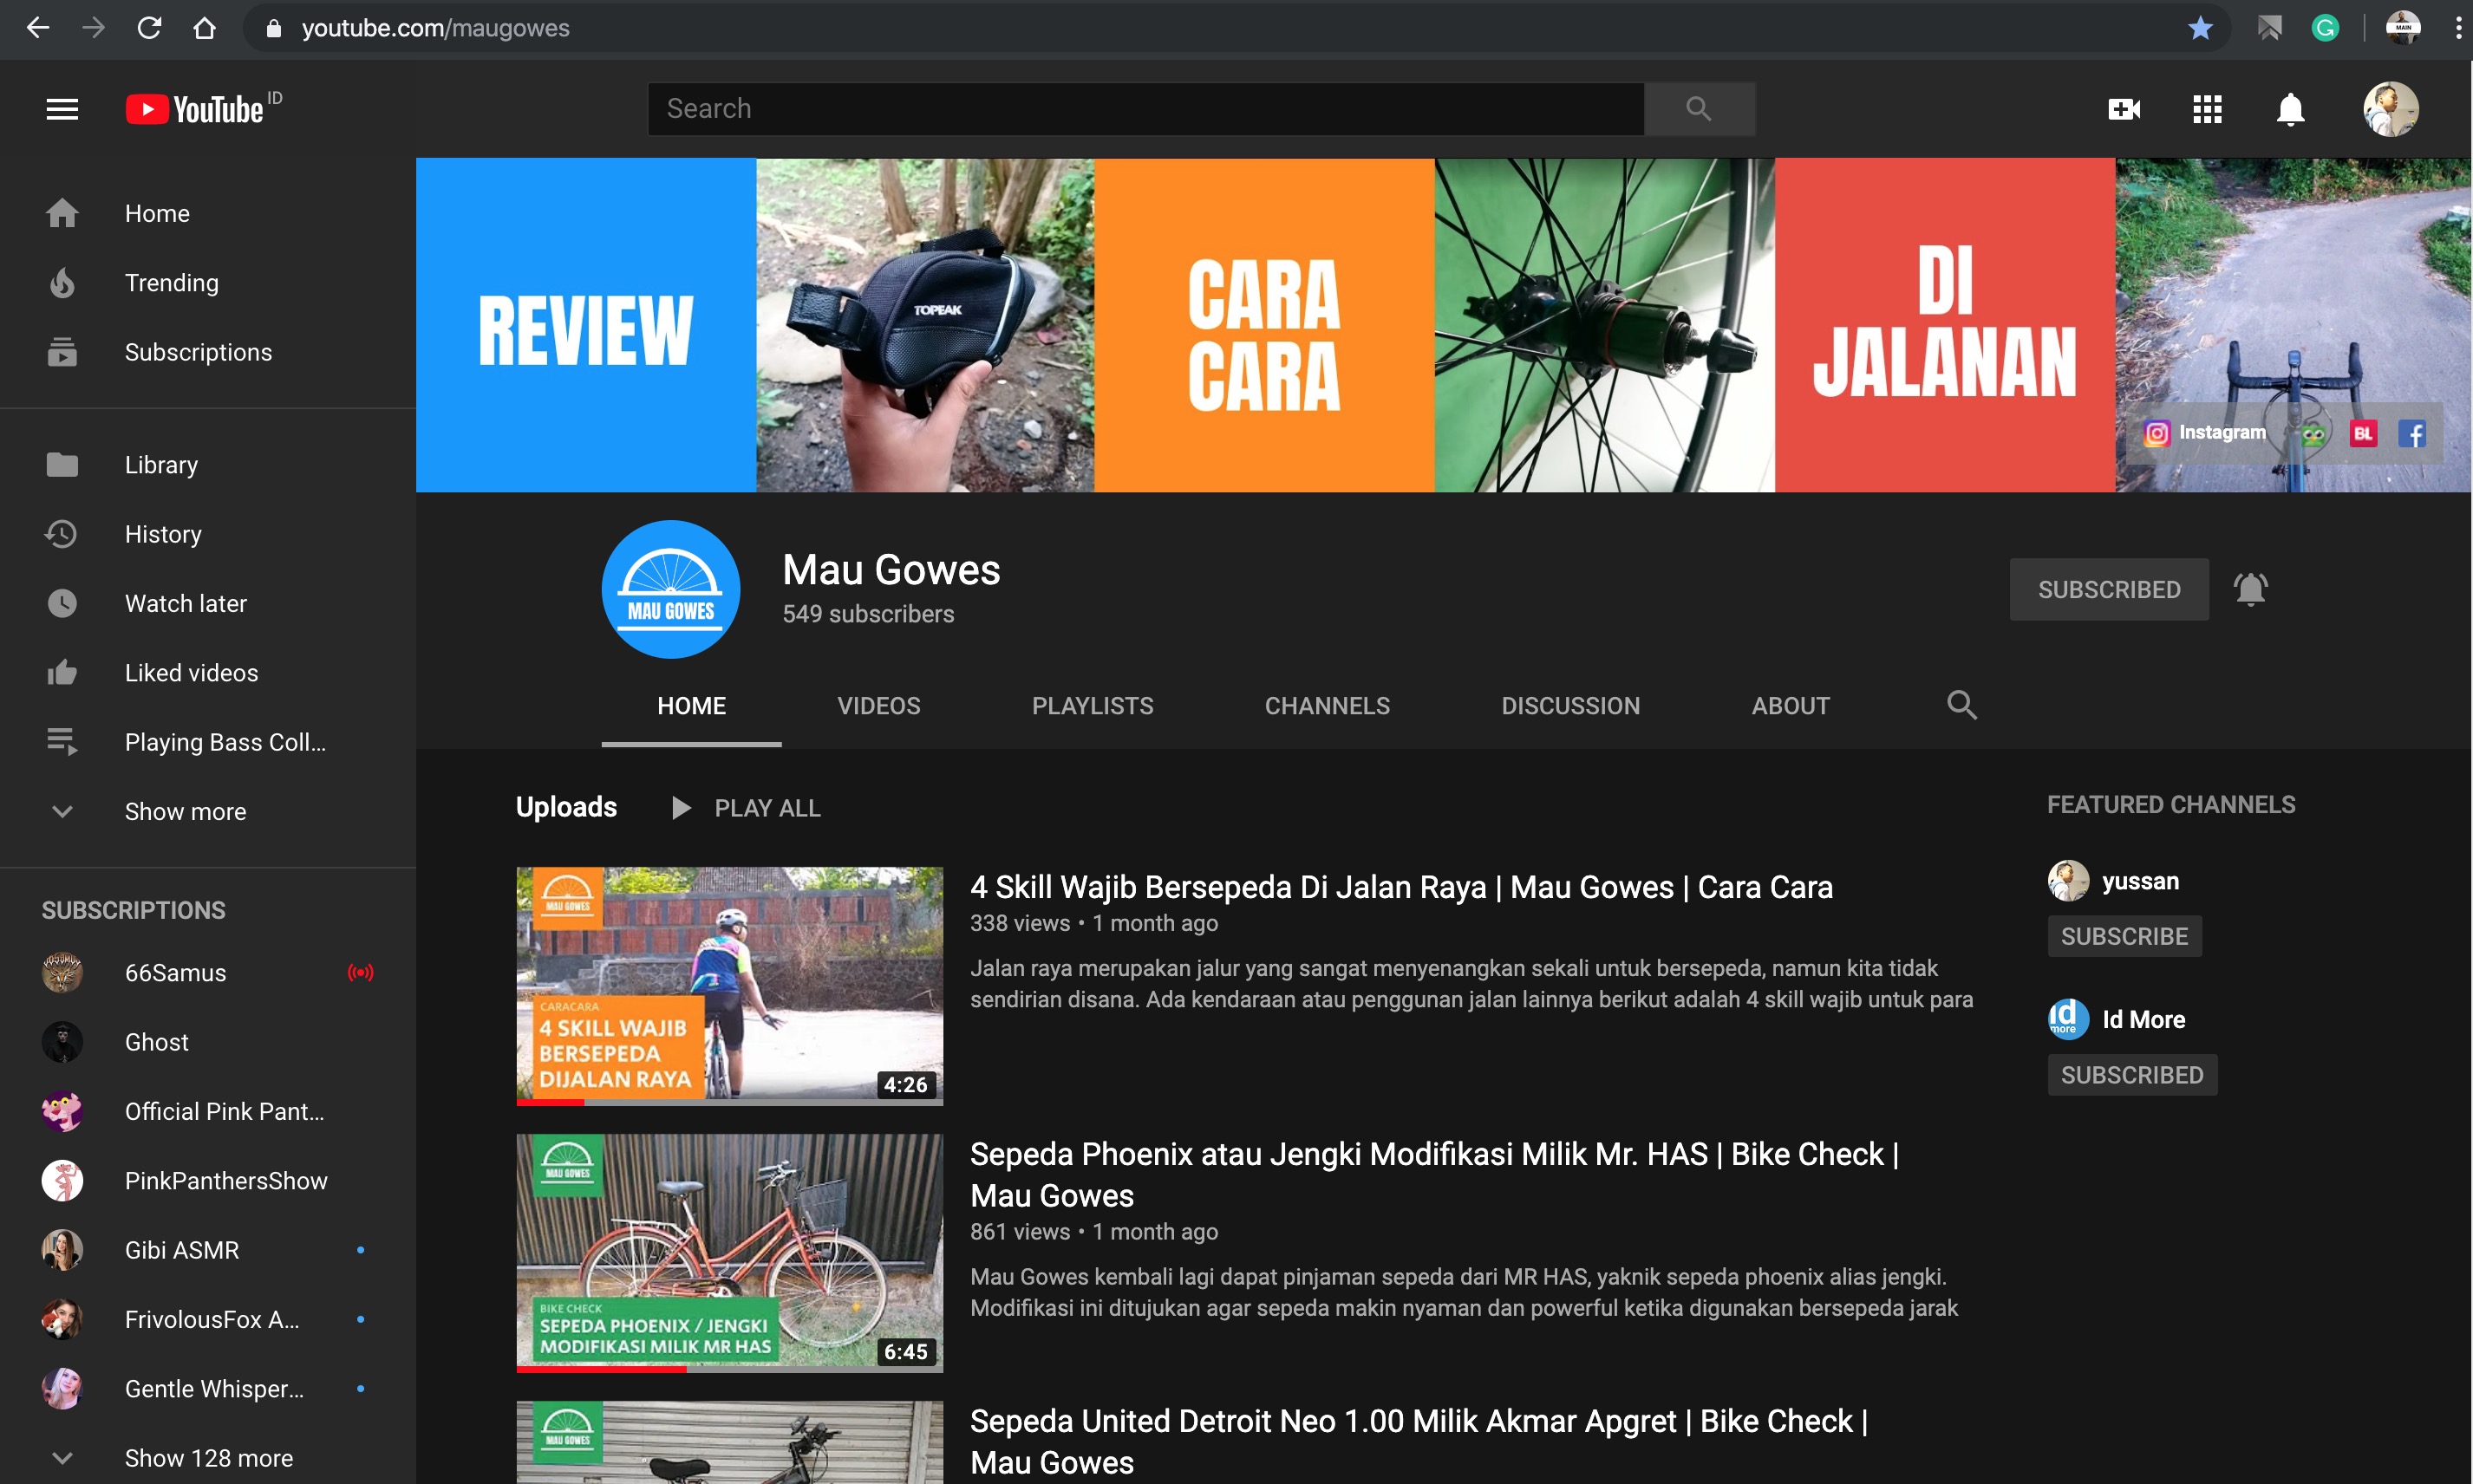 youtube.com/maugowes
MAIN
YouTube ID
Search
Home
Trending
Subscriptions
Library
History
Watch later
Liked videos
Playing Bass Coll...
Show more
SUBSCRIPTIONS
66Samus
Ghost
Official Pink Pant...
PinkPanthersShow
Gibi ASMR
FrivolousFox A...
Gentle Whisper...
Show 128 more
REVIEW
TOPEAK
CARA
CARA
DI
JALANAN
Instagram
BL
MAU GOWES
Mau Gowes
549 subscribers
SUBSCRIBED
HOME VIDEOS PLAYLISTS CHANNELS DISCUSSION ABOUT
Uploads PLAY ALL
MAU GOWES
CARACARA
4 SKILL WAJIB
BERSEPEDA
DIJALAN RAYA
4:26
4 Skill Wajib Bersepeda Di Jalan Raya | Mau Gowes | Cara Cara
338 views • 1 month ago
Jalan raya merupakan jalur yang sangat menyenangkan sekali untuk bersepeda, namun kita tidak
sendirian disana. Ada kendaraan atau penggunan jalan lainnya berikut adalah 4 skill wajib untuk para
MAU GOWES
BIKE CHECK
SEPEDA PHOENIX / JENGKI
MODIFIKASI MILIK MR HAS
6:45
Sepeda Phoenix atau Jengki Modifikasi Milik Mr. HAS | Bike Check |
Mau Gowes
861 views • 1 month ago
Mau Gowes kembali lagi dapat pinjaman sepeda dari MR HAS, yaknik sepeda phoenix alias jengki.
Modifikasi ini ditujukan agar sepeda makin nyaman dan powerful ketika digunakan bersepeda jarak
MAU GOWES
Sepeda United Detroit Neo 1.00 Milik Akmar Apgret | Bike Check |
Mau Gowes
FEATURED CHANNELS
yussan
SUBSCRIBE
Id more
Id More
SUBSCRIBED